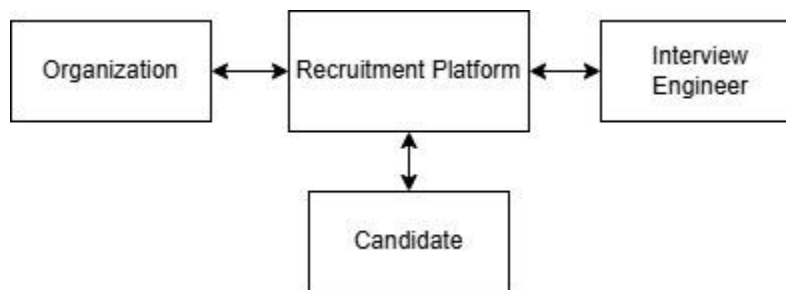 Organization
Recruitment Platform
Interview
Engineer
Candidate